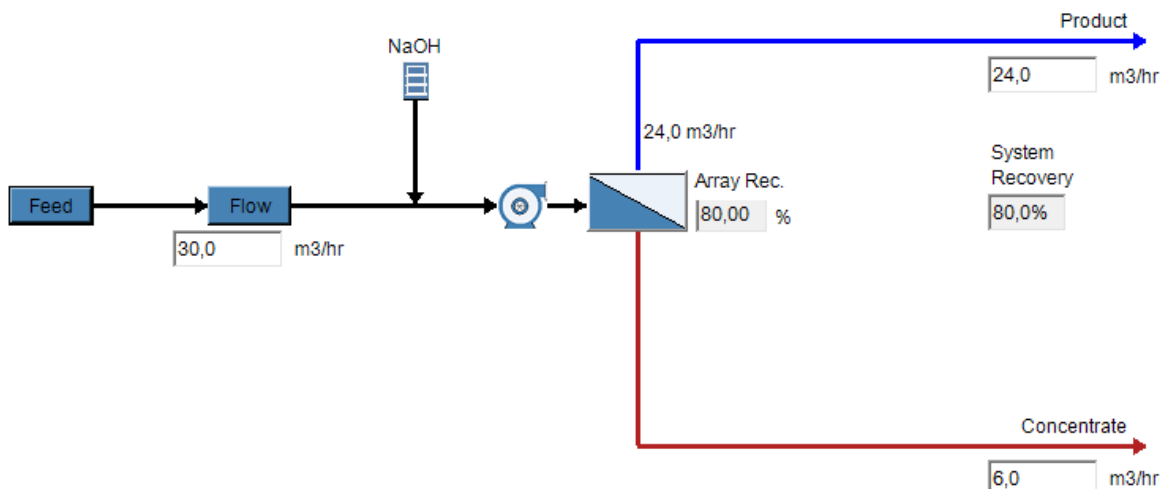 Product
24,0 m3/hr
NaOH
24,0 m3/hr
System
Recovery
80,0%
Array Rec.
80,00 %
Feed
Flow
30,0 m3/hr
Concentrate
6,0 m3/hr